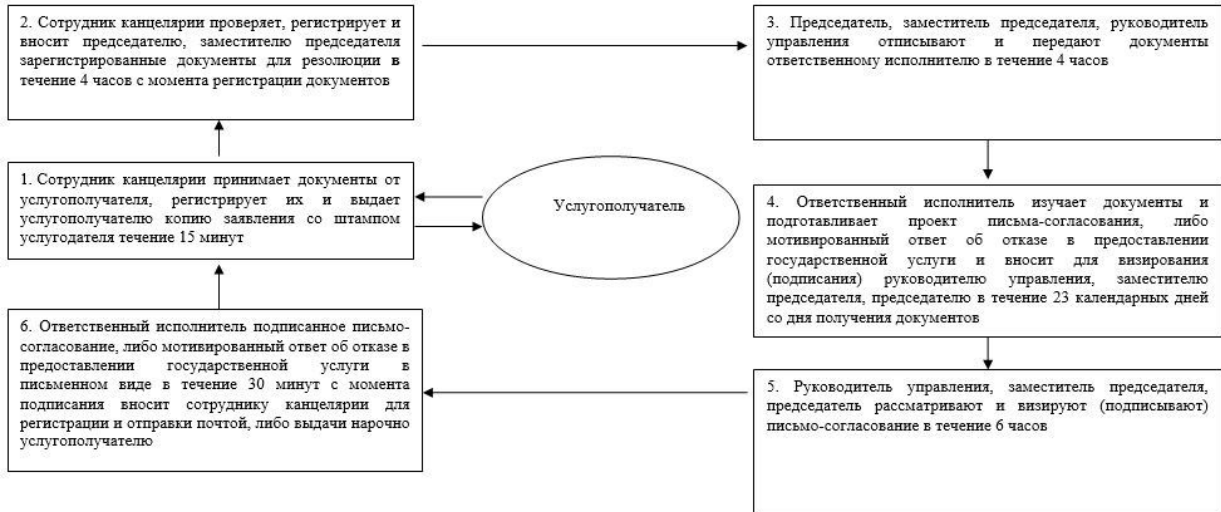 2. Сотрудник канцелярии проверяет, регистрирует и
вносит председателю, заместителю председателя
зарегистрированные документы для резолюции в
течение 4 часов с момента регистрации документов
3. Председатель, заместитель председателя, руководитель
управления отписывают и передают документы
ответственному исполнителю в течение 4 часов
1. Сотрудник канцелярии принимает документы от
услугополучателя, регистрирует их и выдает
услугополучателю копию заявления со штампом
услугодателя течение 15 минут
Услугополучатель
4. Ответственный исполнитель изучает документы и
подготавливает проект письма-согласования, либо
мотивированный ответ об отказе в предоставлении
государственной услуги и вносит для визирования
(подписания) руководителю управления, заместителю
председателя, председателю в течение 23 календарных дней
со дня получения документов
6. Ответственный исполнитель подписанное письмо-
согласование, либо мотивированный ответ об отказе в
предоставлении государственной услуги в
письменном виде в течение 30 минут с момента
подписания вносит сотруднику канцелярии для
регистрации и отправки почтой, либо выдачи нарочно
услугополучателю
5. Руководитель управления, заместитель председателя,
председатель рассматривают и визируют (подписывают)
письмо-согласование в течение 6 часов